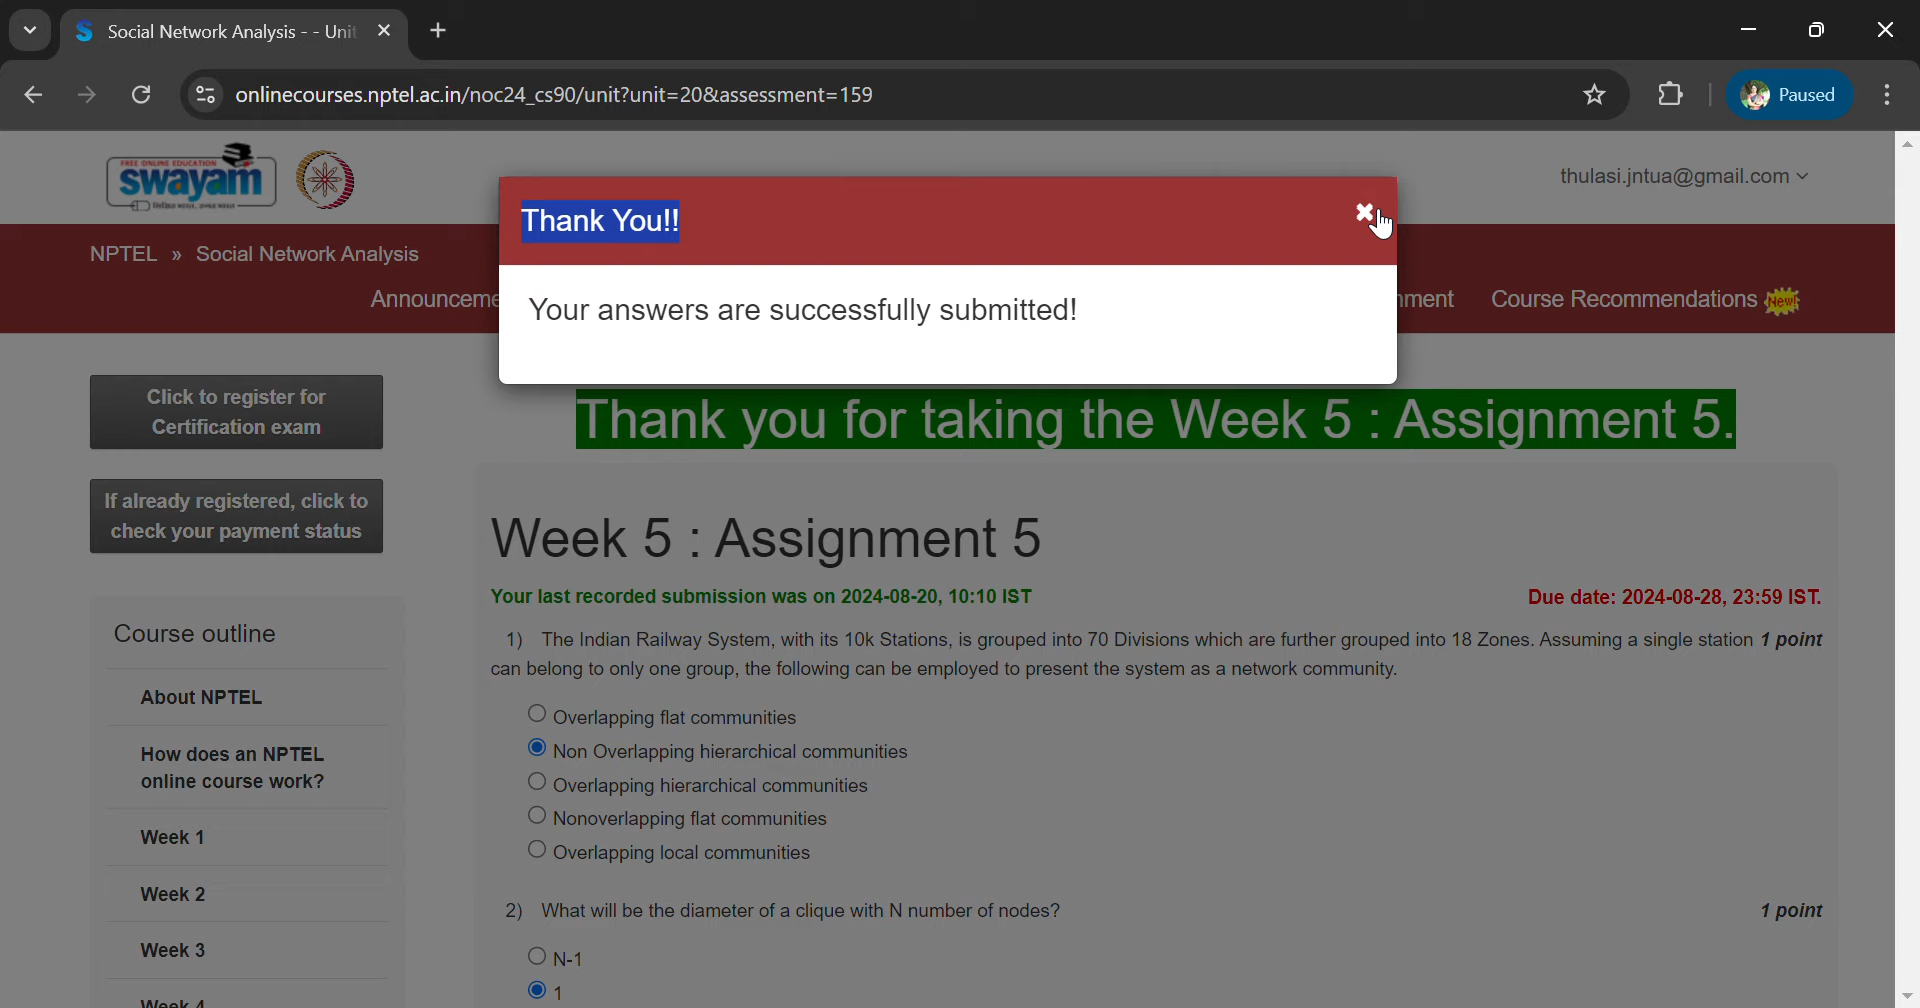 Social Network Analysis - - Unit
onlinecourses.nptel.ac.in/noc24_cs90/unit?unit=20&assessment=159
Paused
FREE ONLINE EDUCATION
swayam
thulasi.jntua@gmail.com
Thank You!!
NPTEL » Social Network Analysis
Your answers are successfully submitted!
Announceme
nment
Course Recommendations New!
Click to register for
Certification exam
Thank you for taking the Week 5 : Assignment 5.
If already registered, click to
check your payment status
Week 5 : Assignment 5
Your last recorded submission was on 2024-08-20, 10:10 IST
Due date: 2024-08-28, 23:59 IST.
Course outline
About NPTEL
How does an NPTEL
online course work?
Week 1
Week 2
Week 3
Week 4
1) The Indian Railway System, with its 10k Stations, is grouped into 70 Divisions which are further grouped into 18 Zones. Assuming a single station 1 point
can belong to only one group, the following can be employed to present the system as a network community.
Overlapping flat communities
Non Overlapping hierarchical communities
Overlapping hierarchical communities
Nonoverlapping flat communities
Overlapping local communities
2) What will be the diameter of a clique with N number of nodes? 1 point
N-1
1